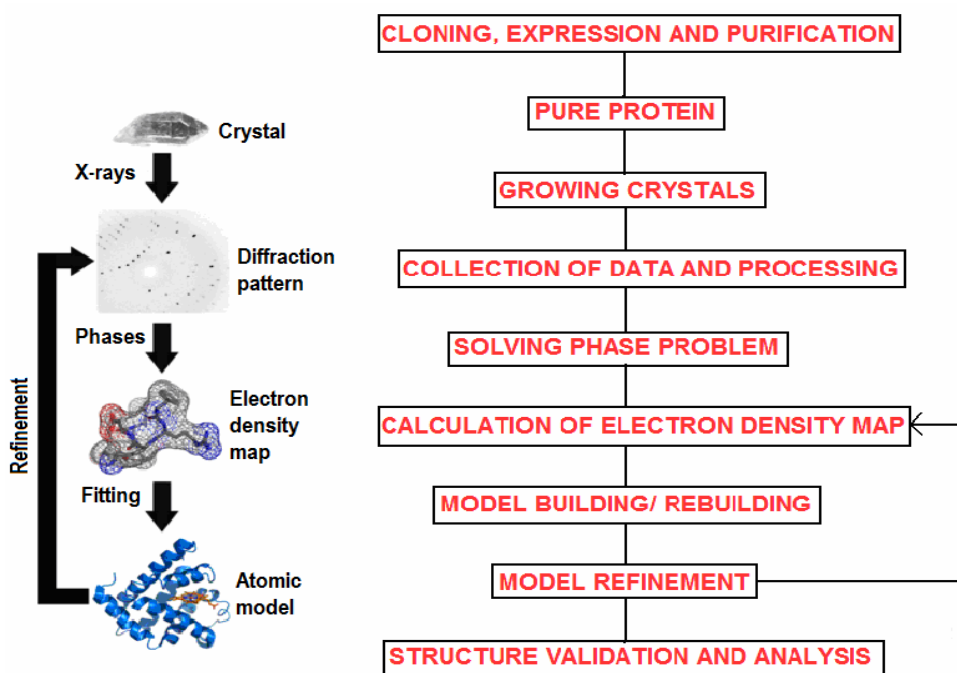 Crystal
X-rays
Diffraction
pattern
Phases
Electron
density
map
Fitting
Atomic
model
Refinement
CLONING, EXPRESSION AND PURIFICATION
PURE PROTEIN
GROWING CRYSTALS
COLLECTION OF DATA AND PROCESSING
SOLVING PHASE PROBLEM
CALCULATION OF ELECTRON DENSITY MAP
MODEL BUILDING/ REBUILDING
MODEL REFINEMENT
STRUCTURE VALIDATION AND ANALYSIS